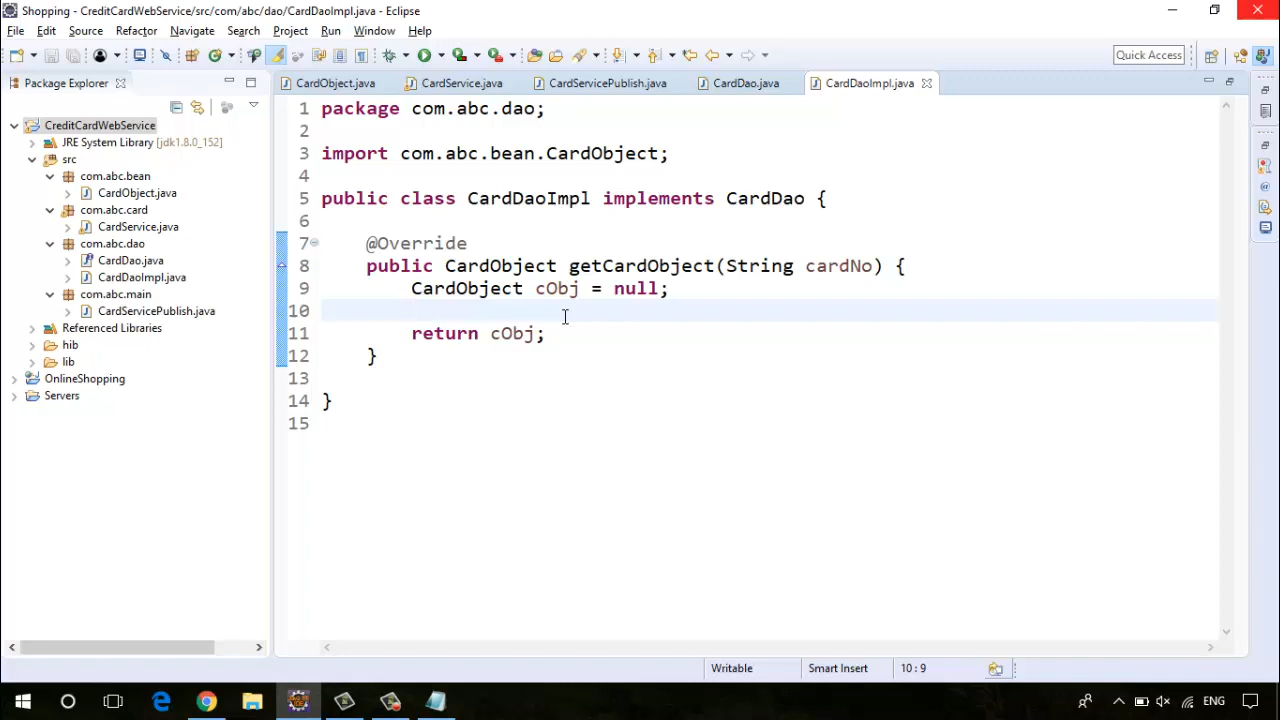 Shopping - CreditCardWebService/src/com/abc/dao/CardDaoImpl.java - Eclipse
File Edit Source Refactor Navigate Search Project Run Window Help
Quick Access
Package Explorer
CardObject.java CardService.java CardServicePublish.java CardDao.java CardDaoImpl.java
CreditCardWebService
JRE System Library [jdk1.8.0_152]
src
com.abc.bean
CardObject.java
com.abc.card
CardService.java
com.abc.dao
CardDao.java
CardDaoImpl.java
com.abc.main
CardServicePublish.java
Referenced Libraries
hib
lib
OnlineShopping
Servers
1 package com.abc.dao;
2
3 import com.abc.bean.CardObject;
4
5 public class CardDaoImpl implements CardDao {
6
7 @Override
8 public CardObject getCardObject(String cardNo) {
9 CardObject cObj = null;
10
11 return cObj;
12 }
13
14 }
15
Writable Smart Insert 10 : 9
ENG